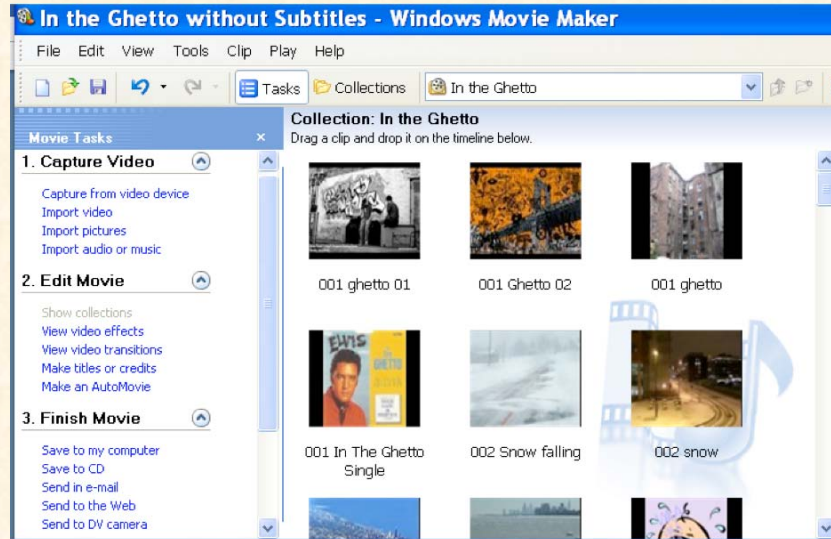 In the Ghetto without Subtitles - Windows Movie Maker
File Edit View Tools Clip Play Help
Tasks Collections In the Ghetto
Movie Tasks
1. Capture Video
Capture from video device
Import video
Import pictures
Import audio or music
2. Edit Movie
Show collections
View video effects
View video transitions
Make titles or credits
Make an AutoMovie
3. Finish Movie
Save to my computer
Save to CD
Send in e-mail
Send to the Web
Send to DV camera
Collection: In the Ghetto
Drag a clip and drop it on the timeline below.
001 ghetto 01
001 Ghetto 02
001 ghetto
ELVIS
GHETTO
001 In The Ghetto
Single
002 Snow falling
002 snow